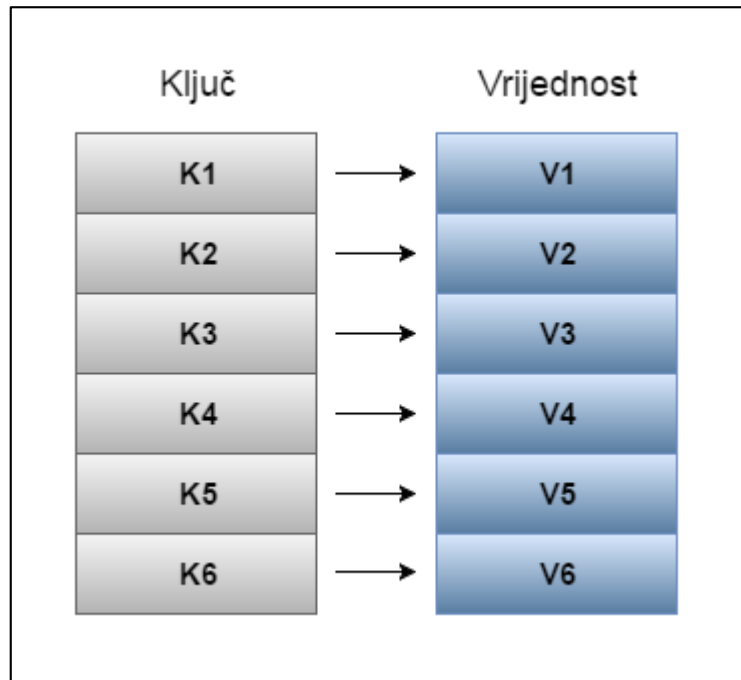 Ključ Vrijednost
K1 V1
K2 V2
K3 V3
K4 V4
K5 V5
K6 V6